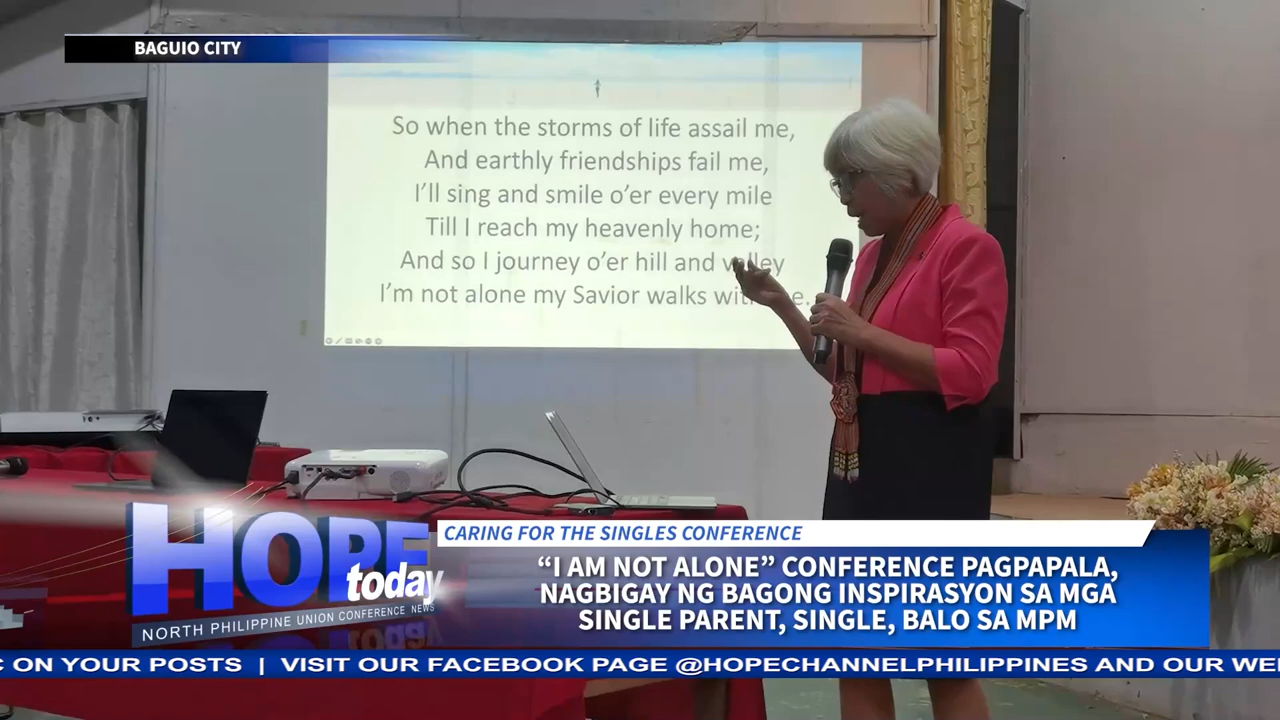 BAGUIO CITY
So when the storms of life assail me,
And earthly friendships fail me,
I'll sing and smile o'er every mile
Till I reach my heavenly home;
And so I journey o'er hill and valley
I'm not alone my Savior walks with
HOPE
today
NORTH PHILIPPINE UNION CONFERENCE NEWS
CARING FOR THE SINGLES CONFERENCE
“I AM NOT ALONE” CONFERENCE PAGPAPALA,
NAGBIGAY NG BAGONG INSPIRASYON SA MGA
SINGLE PARENT, SINGLE, BALO SA MPM
C ON YOUR POSTS | VISIT OUR FACEBOOK PAGE @HOPECHANNELPHILIPPINES AND OUR